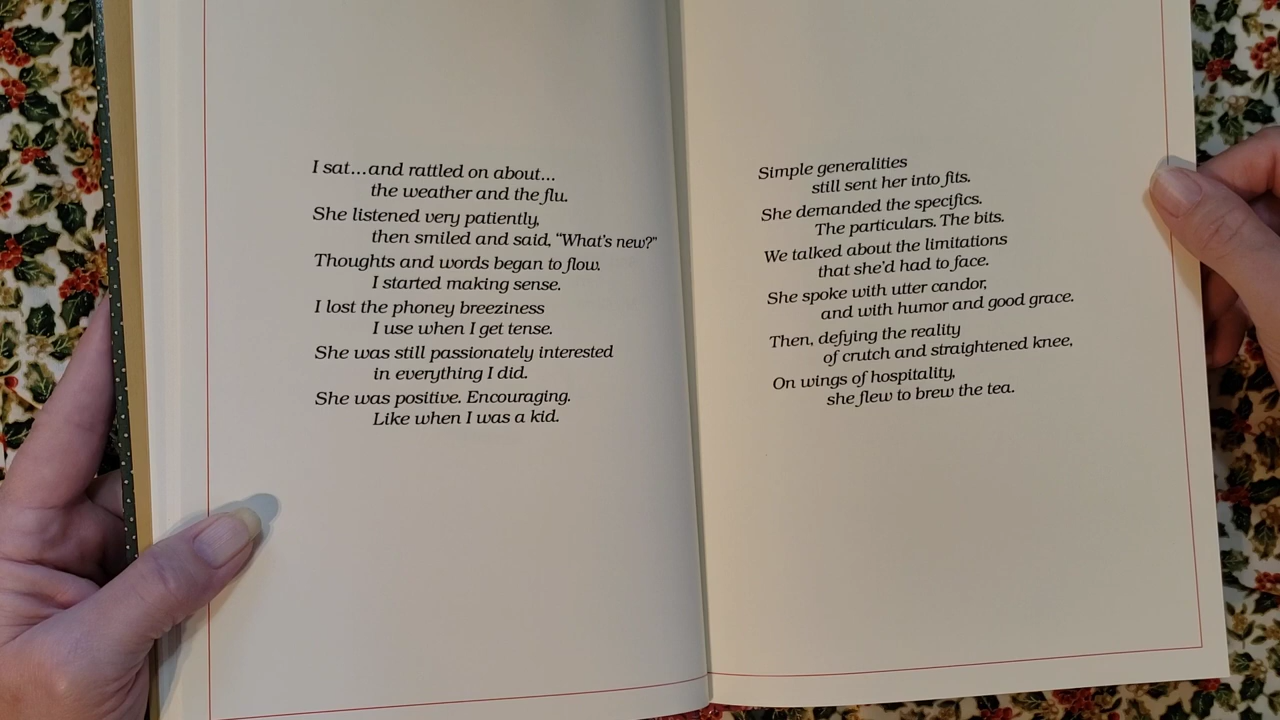 I sat...and rattled on about...
the weather and the flu.
She listened very patiently,
then smiled and said, “What's new?”
Thoughts and words began to flow.
I started making sense.
I lost the phoney breeziness
I use when I get tense.
She was still passionately interested
in everything I did.
She was positive. Encouraging.
Like when I was a kid.
Simple generalities
still sent her into fits.
She demanded the specifics.
The particulars. The bits.
We talked about the limitations
that she'd had to face.
She spoke with utter candor,
and with humor and good grace.
Then, defying the reality
of crutch and straightened knee,
On wings of hospitality,
she flew to brew the tea.